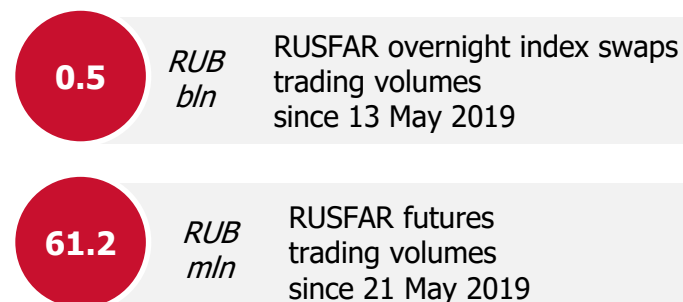 0.5
RUB
bln
RUSFAR overnight index swaps
trading volumes
since 13 May 2019
61.2
RUB
mln
RUSFAR futures
trading volumes
since 21 May 2019